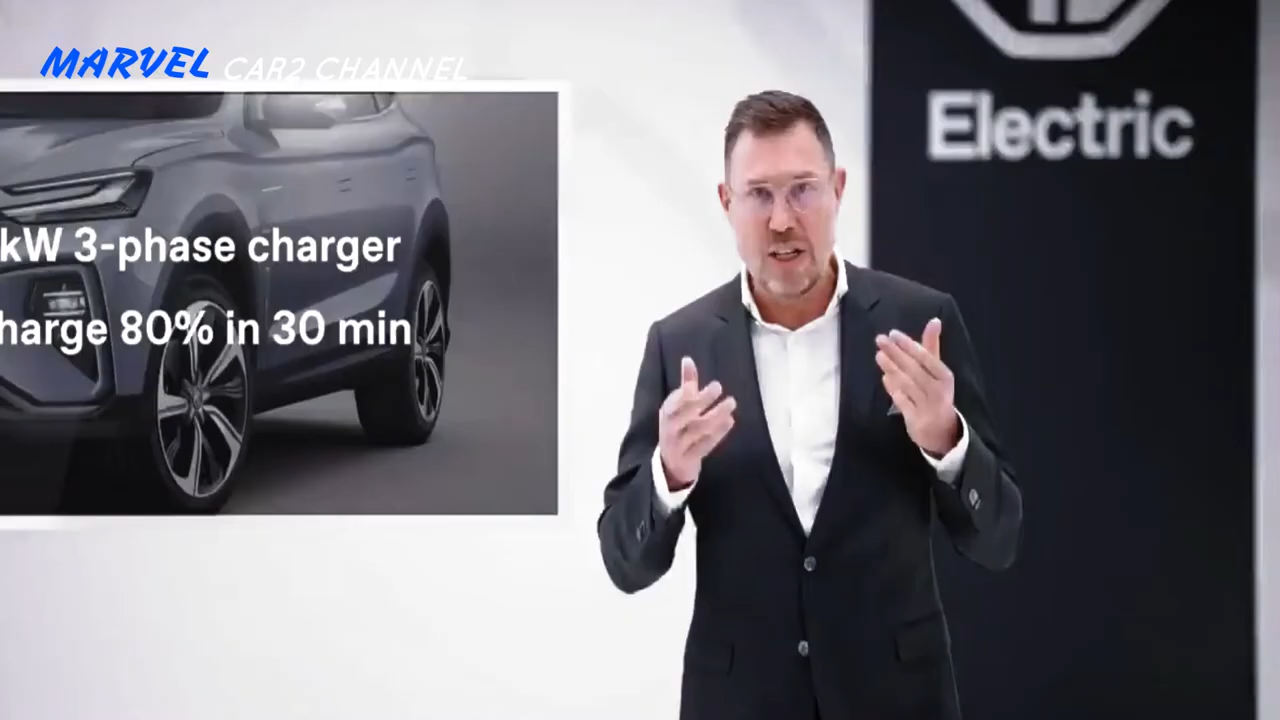 MARVEL CAR2 CHANNEL
Electric
kW 3-phase charger
harge 80% in 30 min